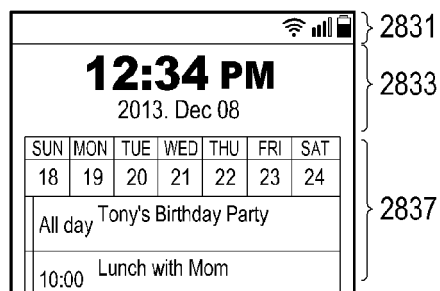 2831
12:34 PM
2013. Dec 08
2833
SUN MON TUE WED THU FRI SAT
18 19 20 21 22 23 24
All day Tony's Birthday Party
2837
10:00 Lunch with Mom